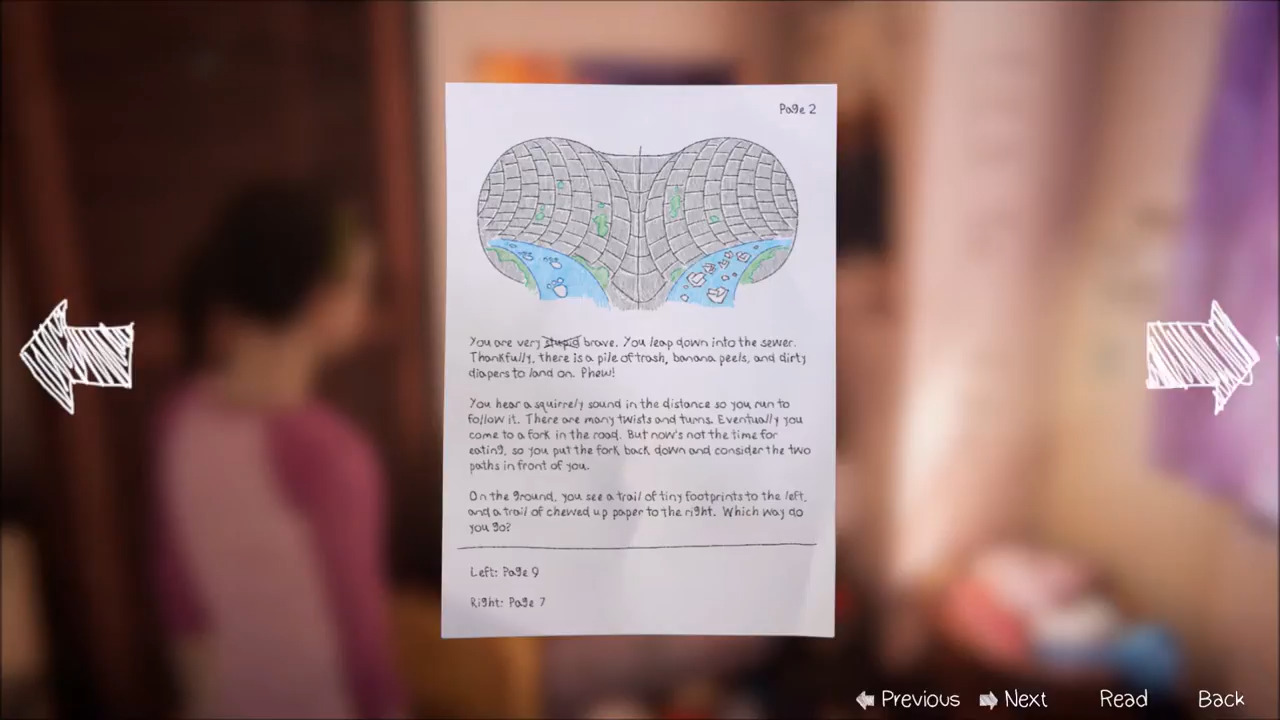 Page 2
You are very stupid brave. You leap down into the sewer.
Thankfully, there is a pile of trash, banana peels, and dirty
diapers to land on. Phew!
You hear a squirrely sound in the distance so you run to
follow it. There are many twists and turns. Eventually you
come to a fork in the road. But now's not the time for
eating, so you put the fork back down and consider the two
paths in front of you.
On the ground, you see a trail of tiny footprints to the left,
and a trail of chewed up paper to the right. Which way do
you go?
Left: Page 9
Right: Page 7
Previous Next Read Back